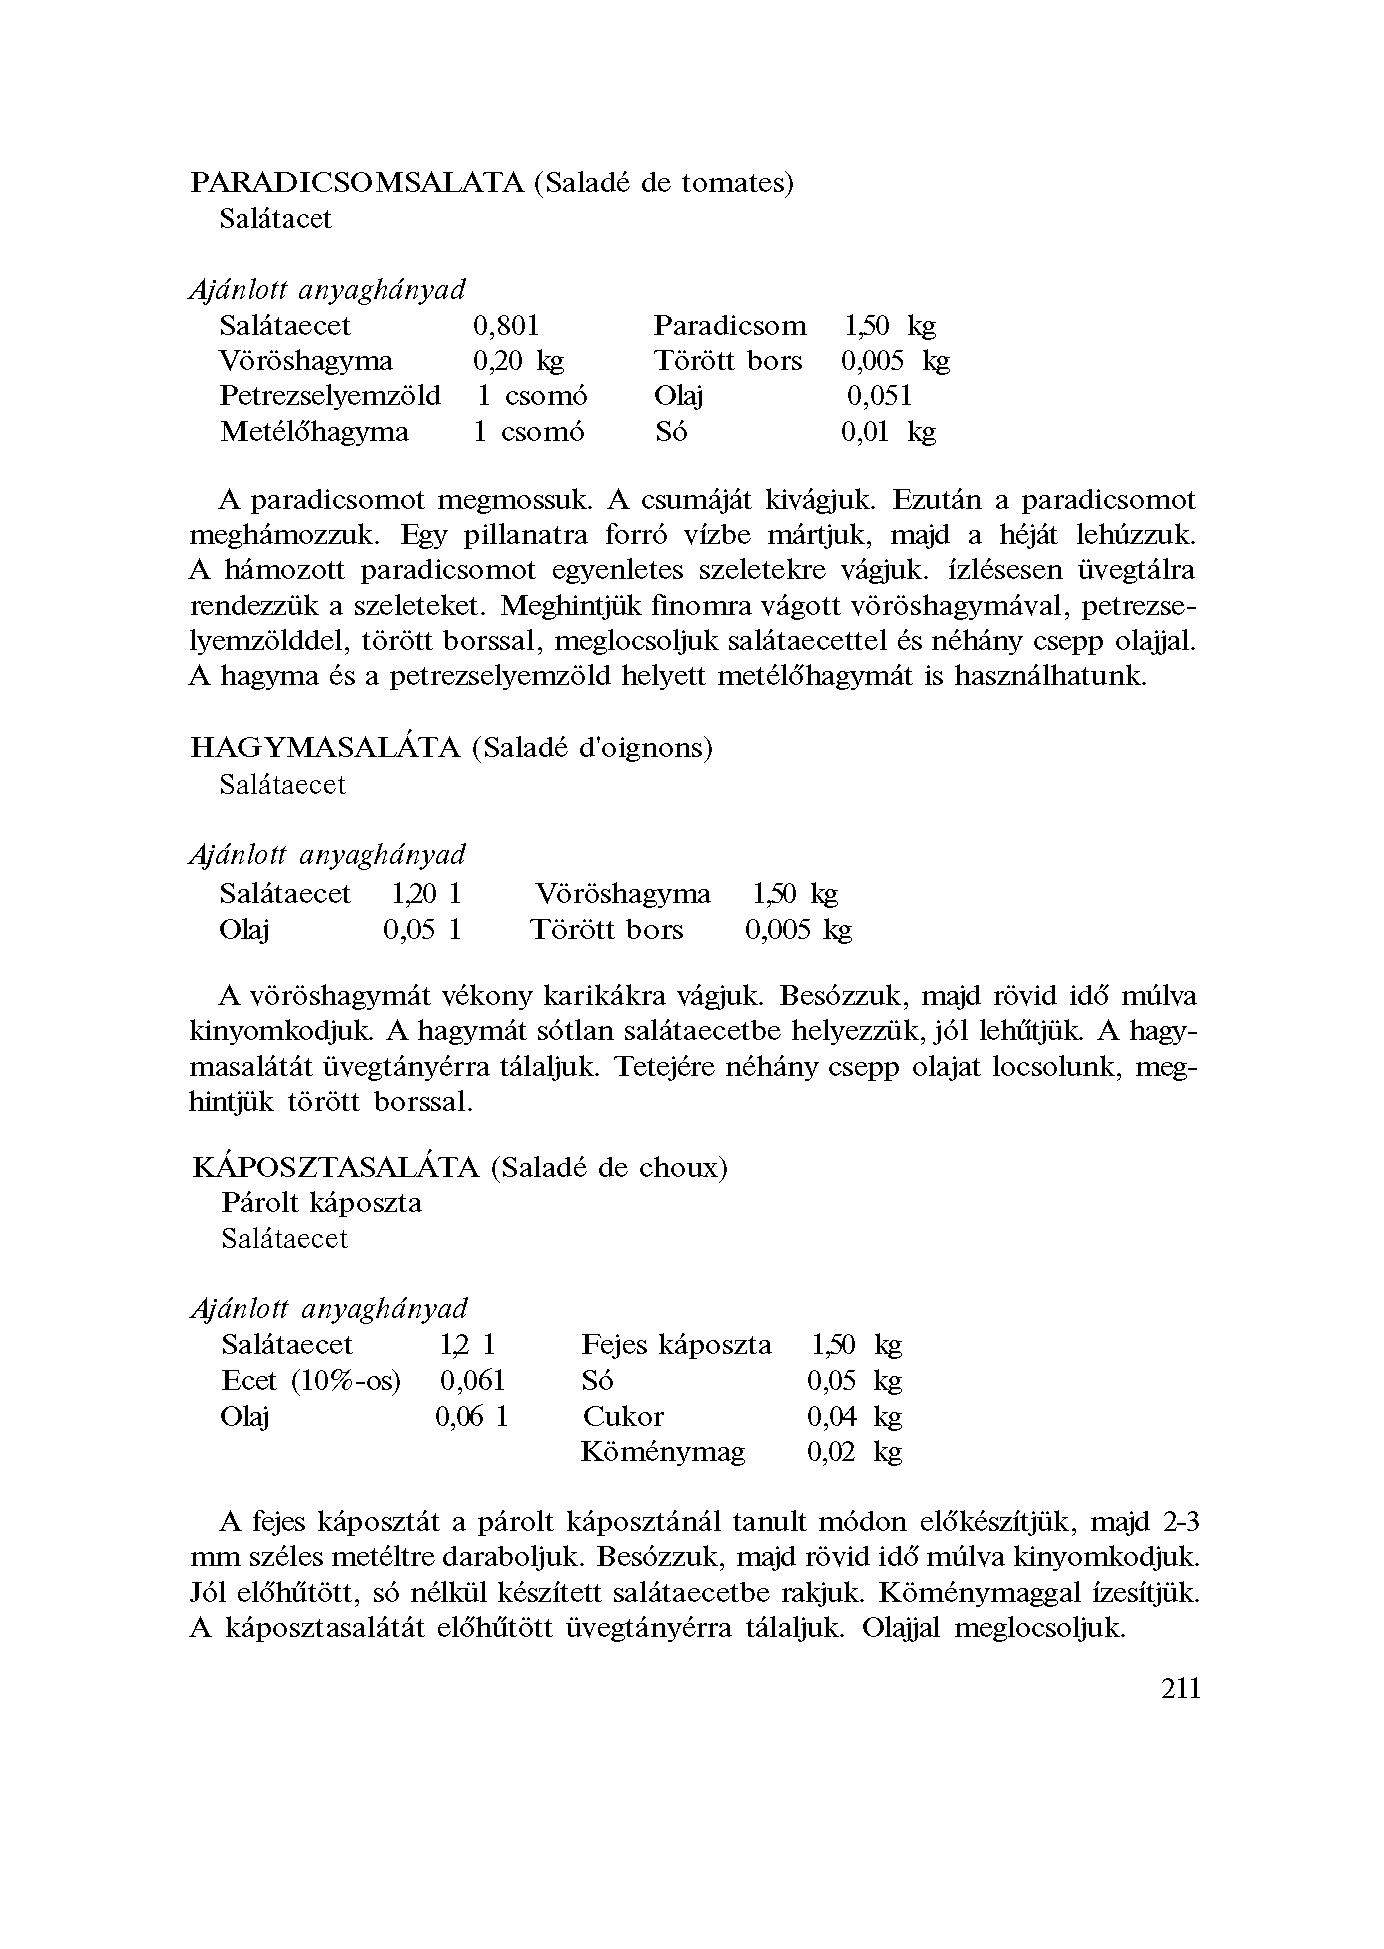 PARADICSOMSALATA (Saladé de tomates)
Salátacet
Ajánlott anyaghányad
Salátaecet 0,801 Paradicsom 1,50 kg
Vöröshagyma 0,20 kg Törött bors 0,005 kg
Petrezselyemzöld 1 csomó Olaj 0,051
Metélőhagyma 1 csomó Só 0,01 kg
A paradicsomot megmossuk. A csumáját kivágjuk. Ezután a paradicsomot
meghámozzuk. Egy pillanatra forró vízbe mártjuk, majd a héját lehúzzuk.
A hámozott paradicsomot egyenletes szeletekre vágjuk. ízlésesen üvegtálra
rendezzük a szeleteket. Meghintjük finomra vágott vöröshagymával, petrezse-
lyemzölddel, törött borssal, meglocsoljuk salátaecettel és néhány csepp olajjal.
A hagyma és a petrezselyemzöld helyett metélőhagymát is használhatunk.
HAGYMASALÁTA (Saladé d'oignons)
Salátaecet
Ajánlott anyaghányad
Salátaecet 1,20 1 Vöröshagyma 1,50 kg
Olaj 0,05 1 Törött bors 0,005 kg
A vöröshagymát vékony karikákra vágjuk. Besózzuk, majd rövid idő múlva
kinyomkodjuk. A hagymát sótlan salátaecetbe helyezzük, jól lehűtjük. A hagy-
masalátát üvegtányérra tálaljuk. Tetejére néhány csepp olajat locsolunk, meg-
hintjük törött borssal.
KÁPOSZTASALÁTA (Saladé de choux)
Párolt káposzta
Salátaecet
Ajánlott anyaghányad
Salátaecet 1,2 1 Fejes káposzta 1,50 kg
Ecet (10%-os) 0,061 Só 0,05 kg
Olaj 0,06 1 Cukor 0,04 kg
Köménymag 0,02 kg
A fejes káposztát a párolt káposztánál tanult módon előkészítjük, majd 2-3
mm széles metéltre daraboljuk. Besózzuk, majd rövid idő múlva kinyomkodjuk.
Jól előhűtött, só nélkül készített salátaecetbe rakjuk. Köménymaggal ízesítjük.
A káposztasalátát előhűtött üvegtányérra tálaljuk. Olajjal meglocsoljuk.
211